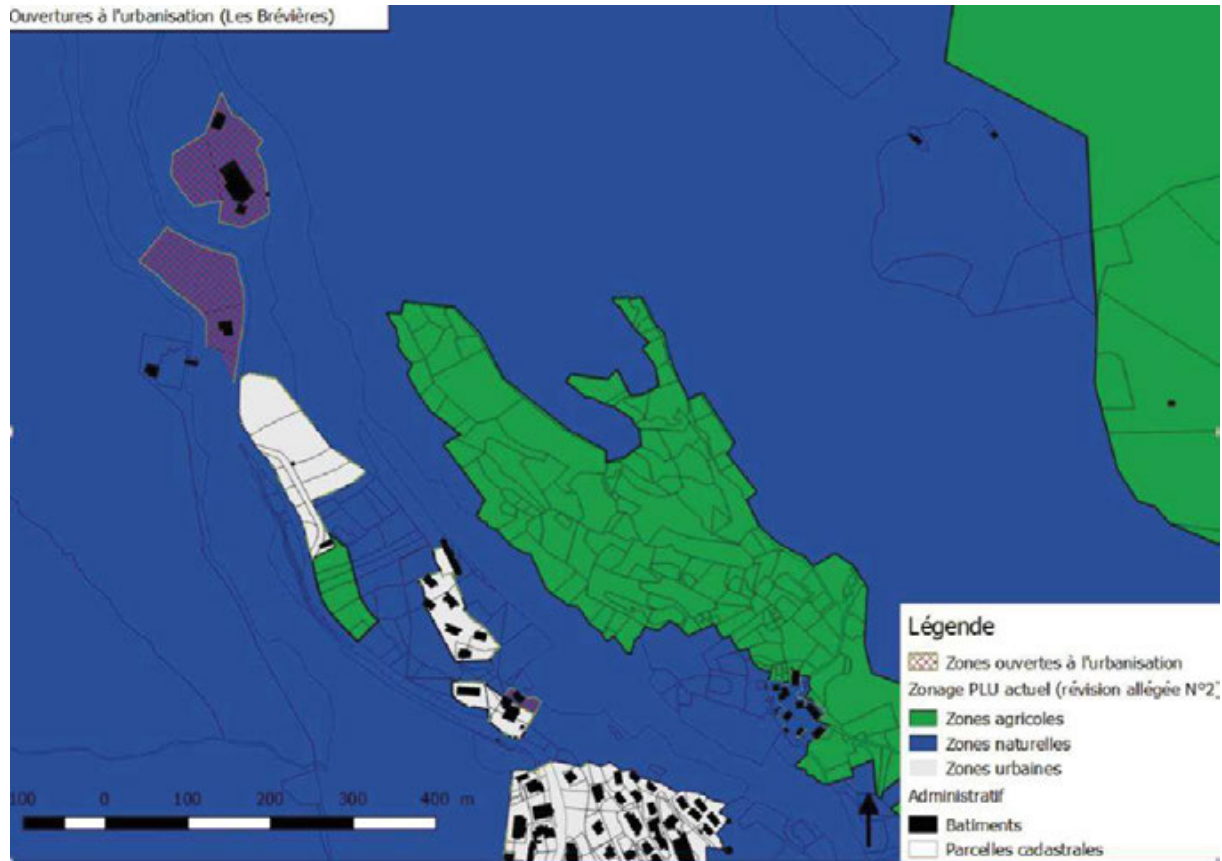 Ouvertures à l'urbanisation (Les Brévières)
Légende
Zones ouvertes à l'urbanisation
Zonage PLU actuel (révision allégée N°2)
Zones agricoles
Zones naturelles
Zones urbaines
Administratif
Batiments
Parcelles cadastrales
100 0 100 200 300 400 m